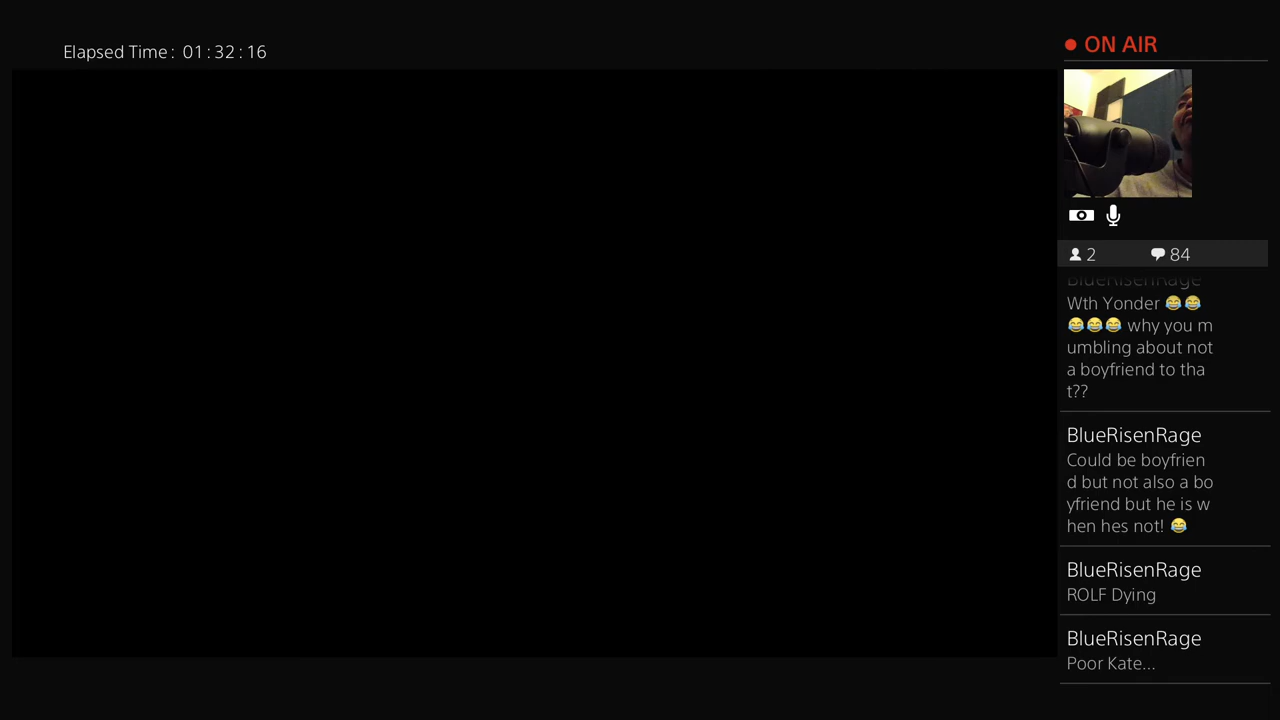 Elapsed Time: 01:32:16
ON AIR
2 84
BlueRisenRage
Wth Yonder 😂😂
😂😂😂 why you m
umbling about not
a boyfriend to tha
t??
BlueRisenRage
Could be boyfrien
d but not also a bo
yfriend but he is w
hen hes not! 😂
BlueRisenRage
ROLF Dying
BlueRisenRage
Poor Kate...